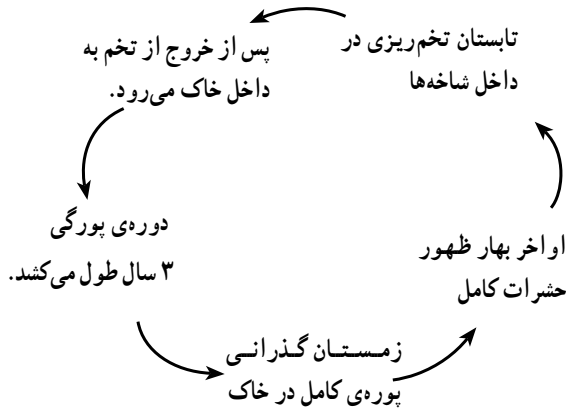 تابستان تخم‌ریزی در
داخل شاخه‌ها
پس از خروج از تخم به
داخل خاک می‌رود.
دوره‌ی پورگی
۳ سال طول می‌کشد.
زمستان گذرانی
پوره‌ی کامل در خاک
اواخر بهار ظهور
حشرات کامل